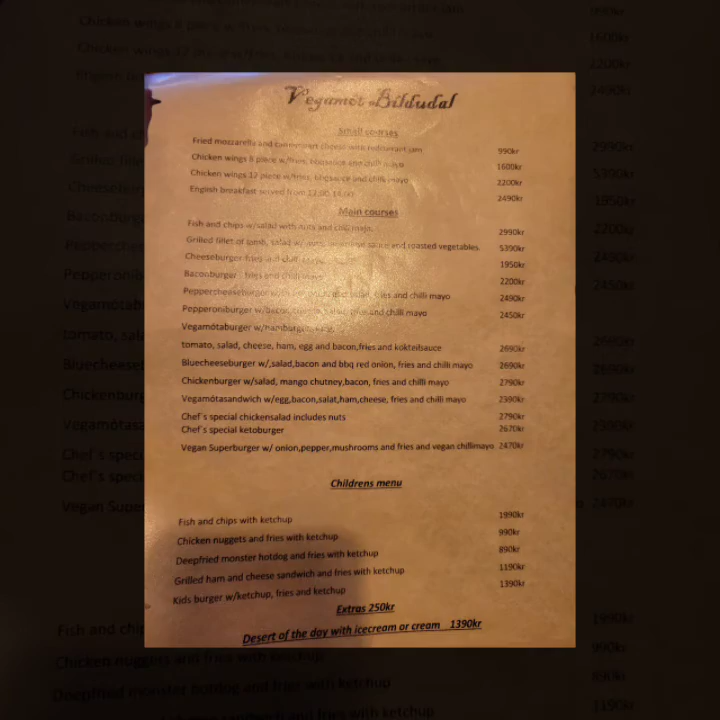 Vegamót Bíldudal
Small courses
Fried mozzarella and camembert cheese with redcurrant jam 990kr
Chicken wings 8 piece w/fries, bbqsauce and chilli mayo 1600kr
Chicken wings 12 piece w/fries, bbqsauce and chilli mayo 2200kr
English breakfast served from 12.00 2490kr
Main courses
Fish and chips w/salad with nuts and 2990kr
Grilled fillet of lamb, salad w/ sauce and roasted vegetables 5390kr
Cheeseburger fries and chilli mayo 1950kr
Baconburger , fries and chilli mayo 2200kr
Peppercheeseburger salad, fries and chilli mayo 2490kr
Pepperoniburger w/bacon, fries and chilli mayo 2450kr
Vegamótaburger w/hamburger,
tomato, salad, cheese, ham, egg and bacon,fries and kokteilsauce 2690kr
Bluecheeseburger w/,salad,bacon and bbq red onion, fries and chilli mayo 2690kr
Chickenburger w/salad, mango chutney,bacon, fries and chilli mayo 2790kr
Vegamótasandwich w/egg,bacon,salat,ham,cheese, fries and chilli mayo 2390kr
Chef´s special chickensalad includes nuts 2790kr
Chef´s special ketoburger 2670kr
Vegan Superburger w/ onion,pepper,mushrooms and fries and vegan chillimayo 2470kr
Childrens menu
Fish and chips with ketchup 1990kr
Chicken nuggets and fries with ketchup 990kr
Deepfried monster hotdog and fries with ketchup 890kr
Grilled ham and cheese sandwich and fries with ketchup 1190kr
Kids burger w/ketchup, fries and ketchup 1390kr
Extras 250kr
Desert of the day with icecream or cream 1390kr